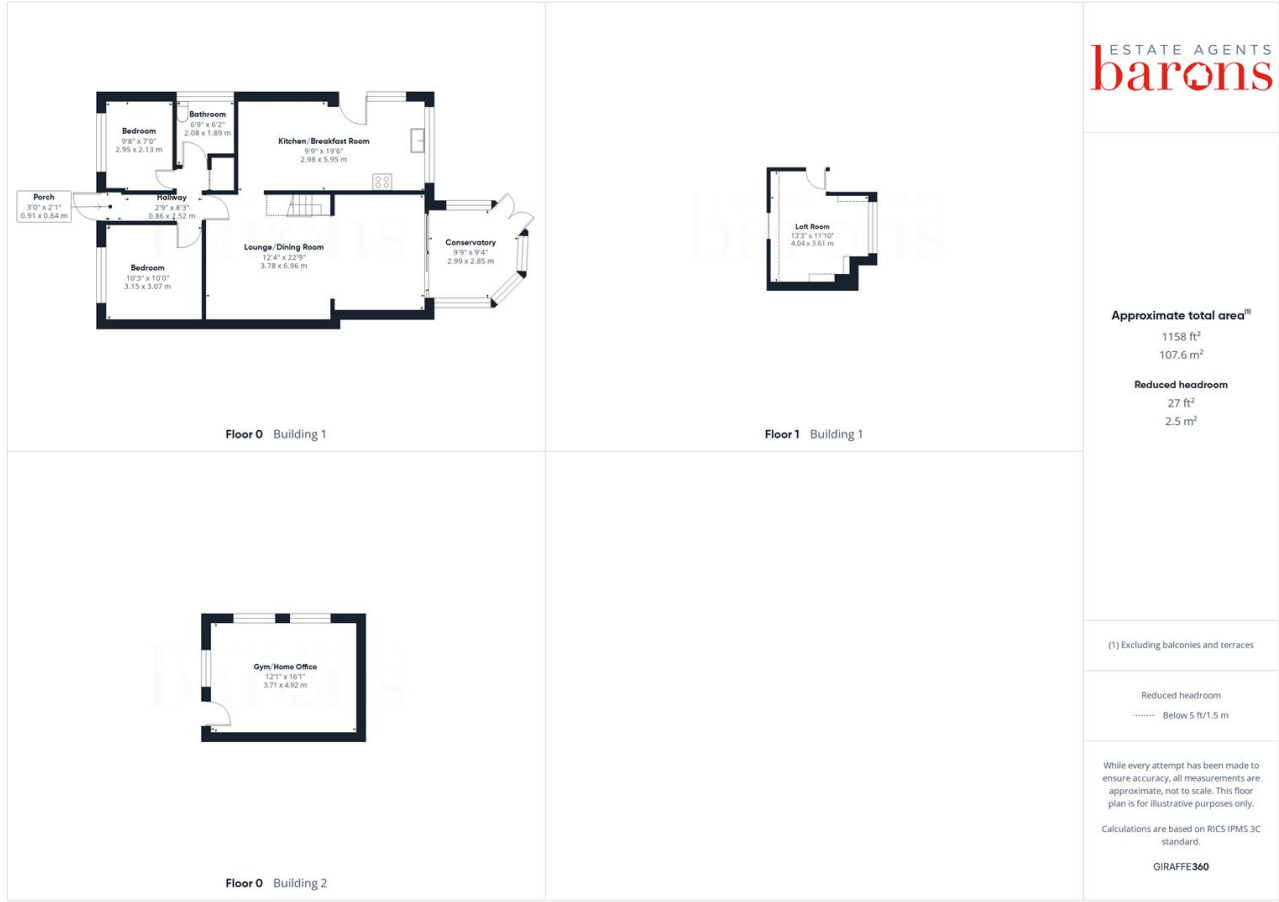 Bedroom
9'8" x 7'0"
2.95 x 2.13 m
Bathroom
6'9" x 6'2"
2.08 x 1.89 m
Kitchen/Breakfast Room
9'9" x 19'6"
2.98 x 5.95 m
Porch
3'0" x 2'1"
0.91 x 0.64 m
Hallway
2'9" x 8'3"
0.86 x 2.52 m
Bedroom
10'3" x 10'0"
3.15 x 3.07 m
Lounge/Dining Room
12'4" x 22'9"
3.78 x 6.96 m
Conservatory
9'9" x 9'4"
2.99 x 2.85 m
Floor 0 Building 1
Loft Room
13'3" x 11'10"
4.04 x 3.61 m
Floor 1 Building 1
Gym/Home Office
12'1" x 16'1"
3.71 x 4.92 m
Floor 0 Building 2
ESTATE AGENTS
barons
Approximate total area(1)
1158 ft²
107.6 m²
Reduced headroom
27 ft²
2.5 m²
(1) Excluding balconies and terraces
Reduced headroom
Below 5 ft/1.5 m
While every attempt has been made to
ensure accuracy, all measurements are
approximate, not to scale. This floor
plan is for illustrative purposes only.
Calculations are based on RICS IPMS 3C
standard.
GIRAFFE360